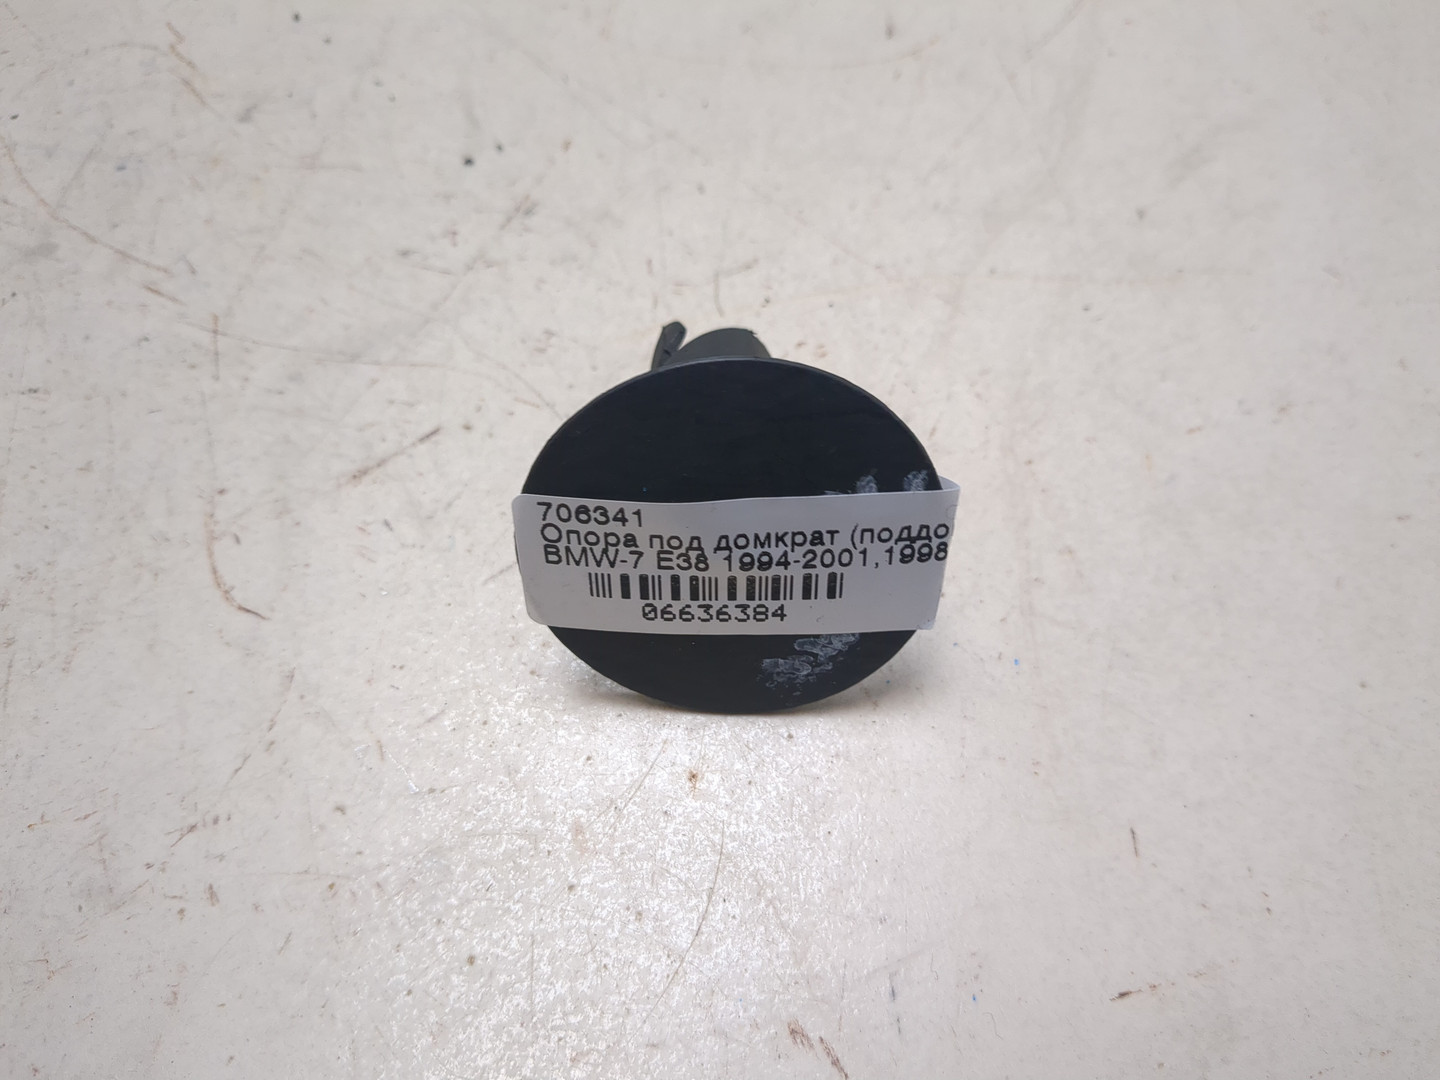 706341
Опора под домкрат (поддо
BMW-7 E38 1994-2001,1998
06636384